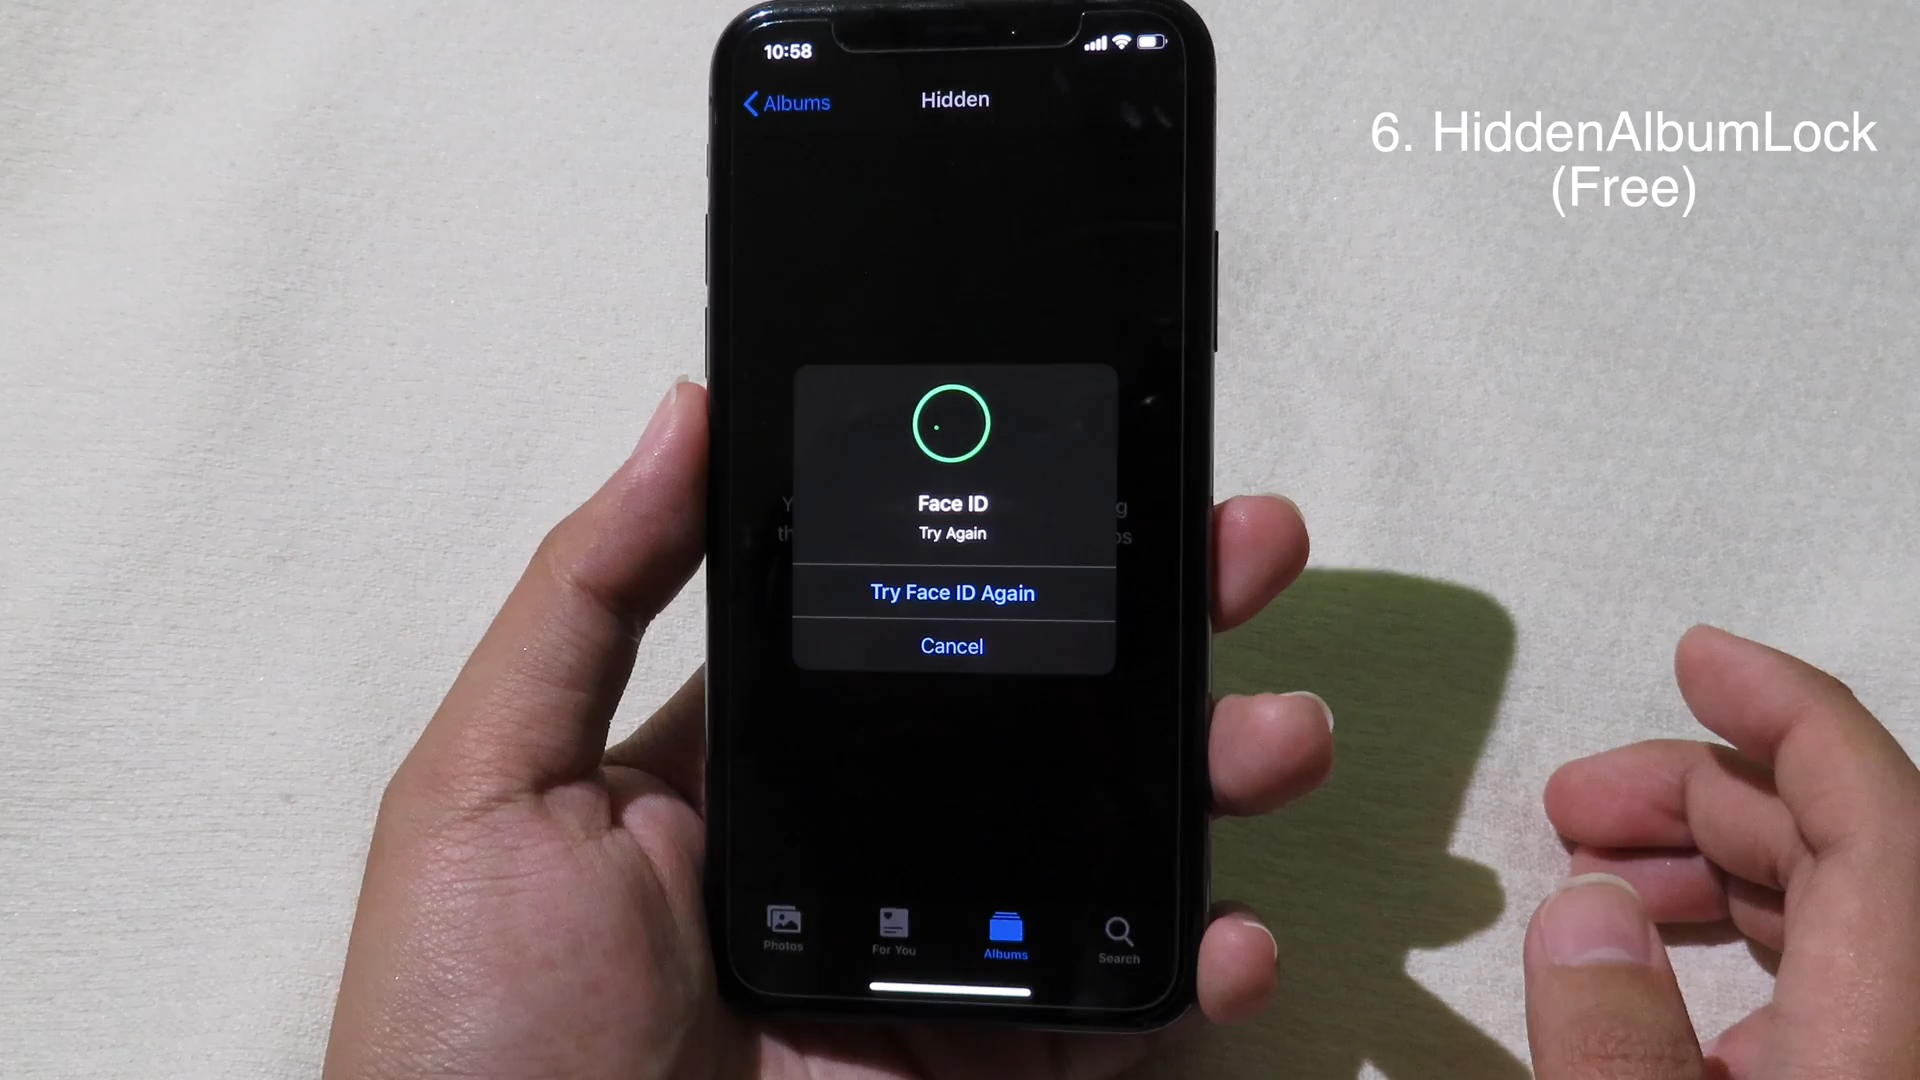 10:58
Albums
Hidden
6. HiddenAlbumLock
(Free)
Face ID
Try Again
Try Face ID Again
Cancel
Photos
For You
Albums
Search